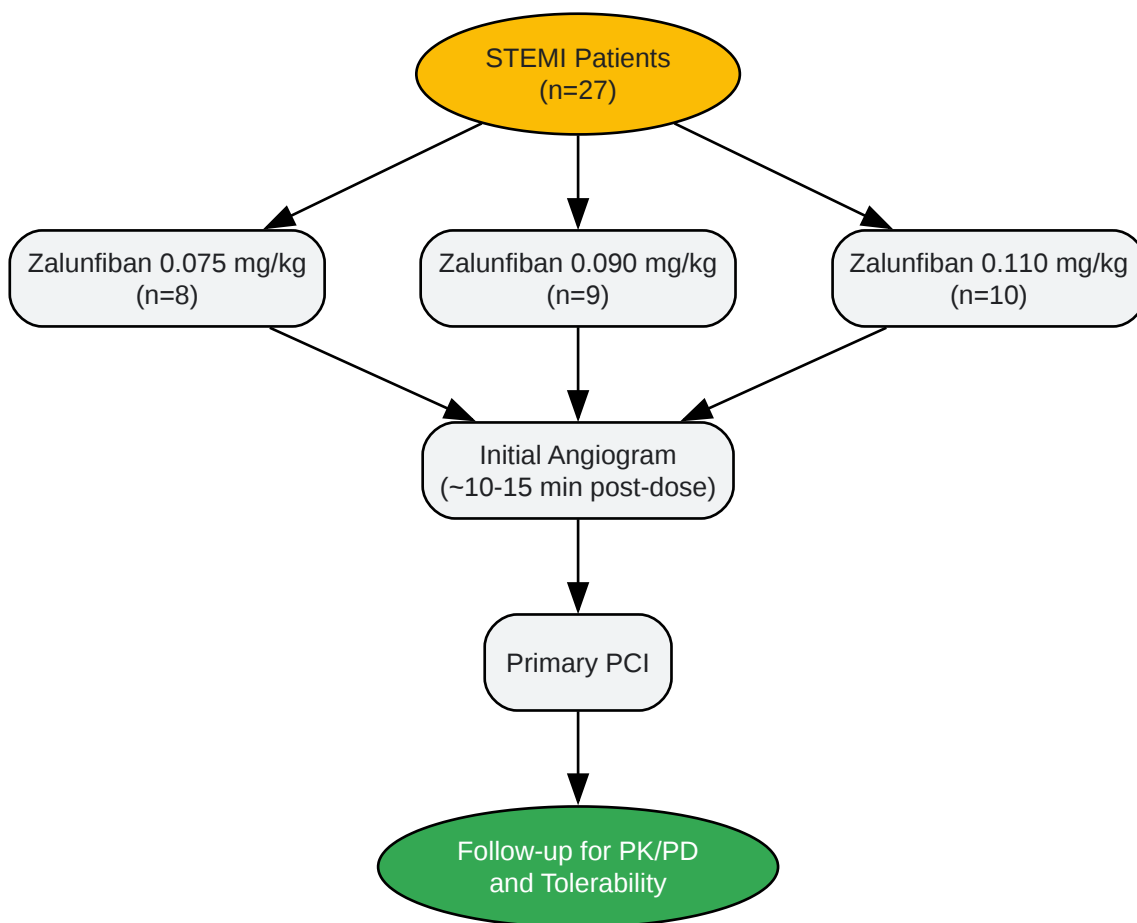 STEMI Patients
(n=27)
Zalunfiban 0.075 mg/kg
(n=8)
Zalunfiban 0.090 mg/kg
(n=9)
Zalunfiban 0.110 mg/kg
(n=10)
Initial Angiogram
(~10-15 min post-dose)
Primary PCI
Follow-up for PK/PD
and Tolerability